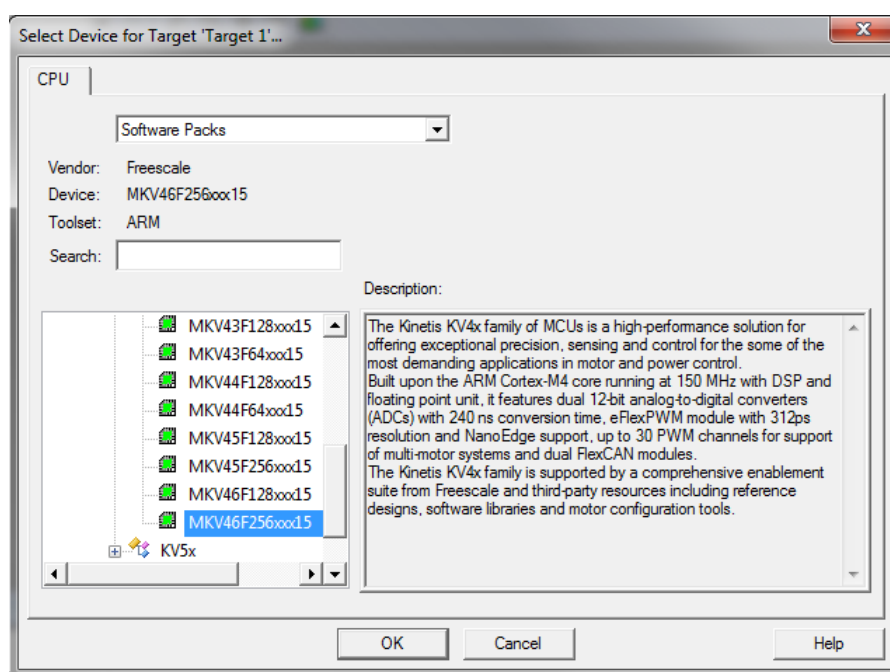 Select Device for Target 'Target 1'...
CPU
Software Packs
Vendor: Freescale
Device: MKV46F256xxx15
Toolset: ARM
Search:
Description:
MKV43F128xxx15
MKV43F64xxx15
MKV44F128xxx15
MKV44F64xxx15
MKV45F128xxx15
MKV45F256xxx15
MKV46F128xxx15
MKV46F256xxx15
KV5x
The Kinetis KV4x family of MCUs is a high-performance solution for
offering exceptional precision, sensing and control for the some of the
most demanding applications in motor and power control.
Built upon the ARM Cortex-M4 core running at 150 MHz with DSP and
floating point unit, it features dual 12-bit analog-to-digital converters
(ADCs) with 240 ns conversion time, eFlexPWM module with 312ps
resolution and NanoEdge support, up to 30 PWM channels for support
of multi-motor systems and dual FlexCAN modules.
The Kinetis KV4x family is supported by a comprehensive enablement
suite from Freescale and third-party resources including reference
designs, software libraries and motor configuration tools.
OK
Cancel
Help